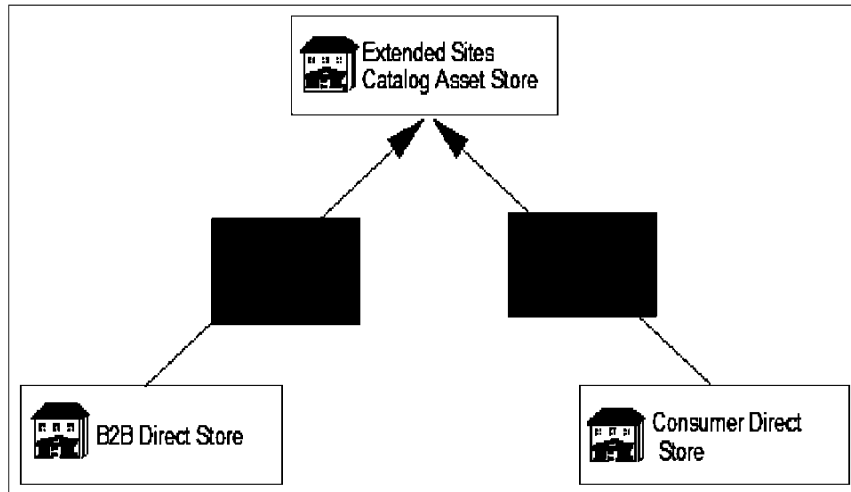 Extended Sites
Catalog Asset Store
B2B Direct Store
Consumer Direct
Store